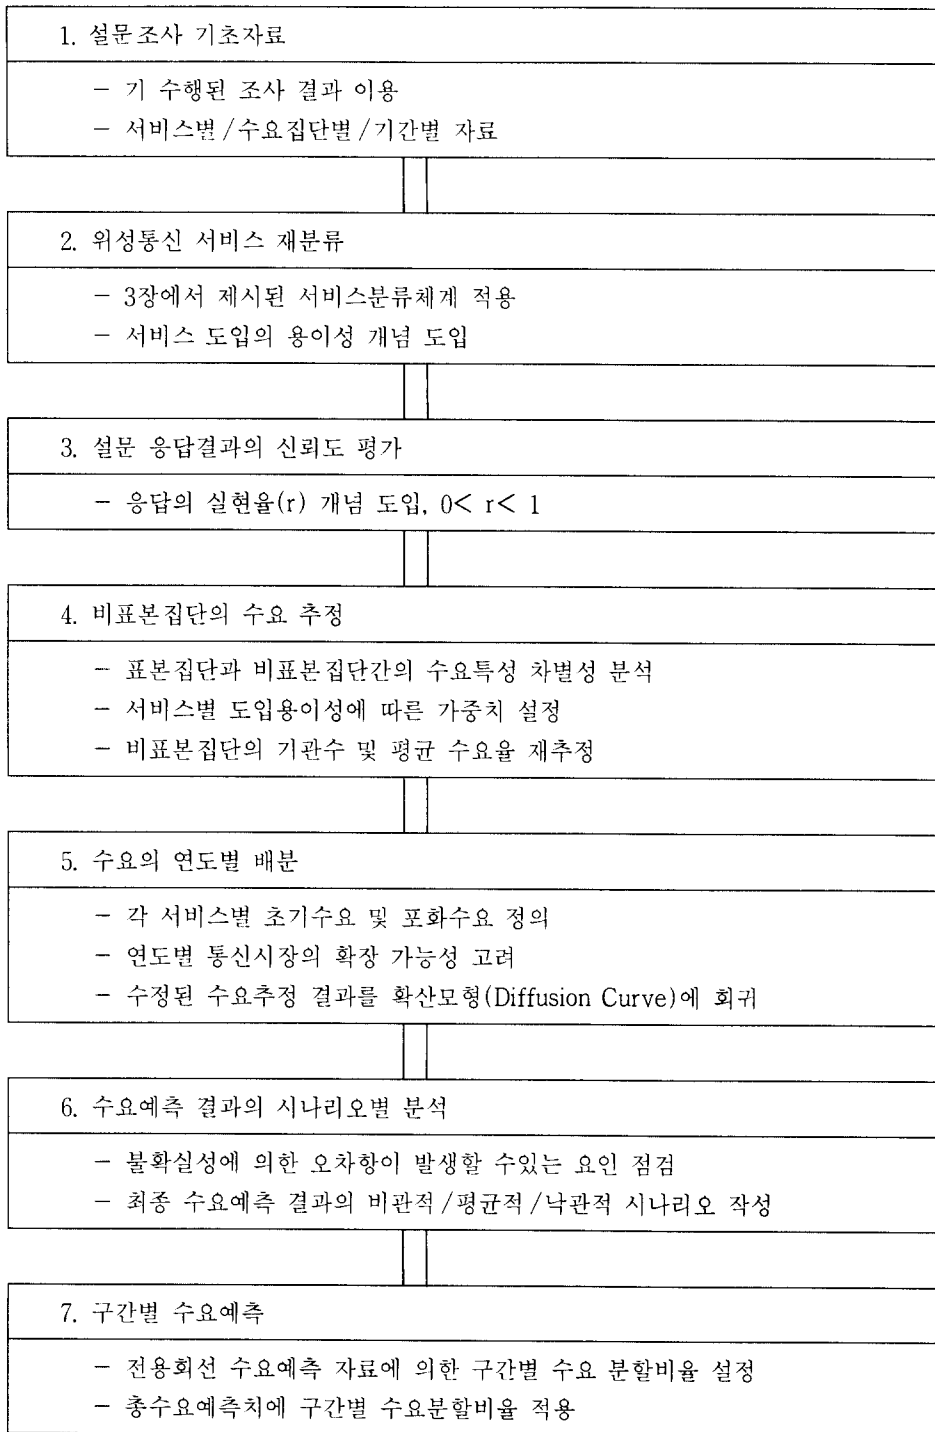 1. 설문조사 기초자료
- 기 수행된 조사 결과 이용
- 서비스별/수요집단별/기간별 자료
2. 위성통신 서비스 재분류
- 3장에서 제시된 서비스분류체계 적용
- 서비스 도입의 용이성 개념 도입
3. 설문 응답결과의 신뢰도 평가
- 응답의 실현율(r) 개념 도입, 0< r< 1
4. 비표본집단의 수요 추정
- 표본집단과 비표본집단간의 수요특성 차별성 분석
- 서비스별 도입용이성에 따른 가중치 설정
- 비표본집단의 기관수 및 평균 수요율 재추정
5. 수요의 연도별 배분
- 각 서비스별 초기수요 및 포화수요 정의
- 연도별 통신시장의 확장 가능성 고려
- 수정된 수요추정 결과를 확산모형(Diffusion Curve)에 회귀
6. 수요예측 결과의 시나리오별 분석
- 불확실성에 의한 오차항이 발생할 수있는 요인 점검
- 최종 수요예측 결과의 비관적/평균적/낙관적 시나리오 작성
7. 구간별 수요예측
- 전용회선 수요예측 자료에 의한 구간별 수요 분할비율 설정
- 총수요예측치에 구간별 수요분할비율 적용